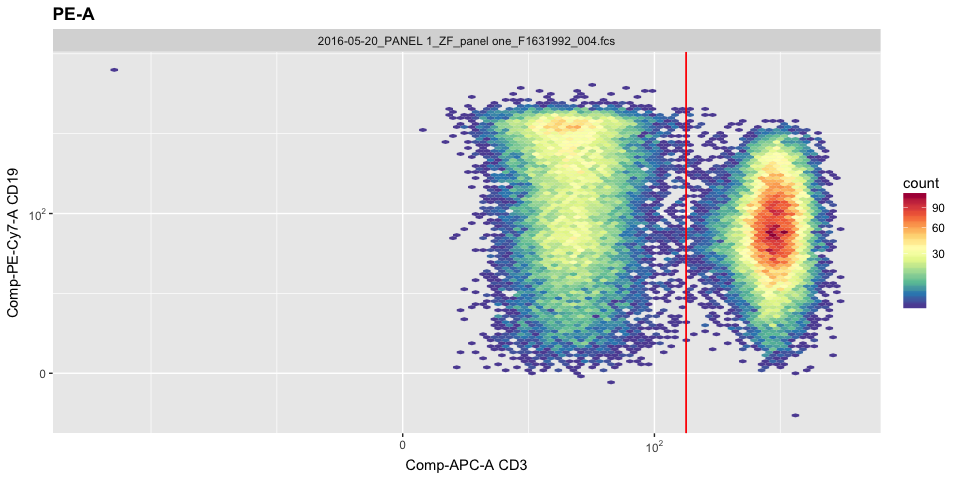 PE-A
2016-05-20_PANEL 1_ZF_panel one_F1631992_004.fcs
Comp-PE-Cy7-A CD19
10²
0
0
10²
Comp-APC-A CD3
count
90
60
30